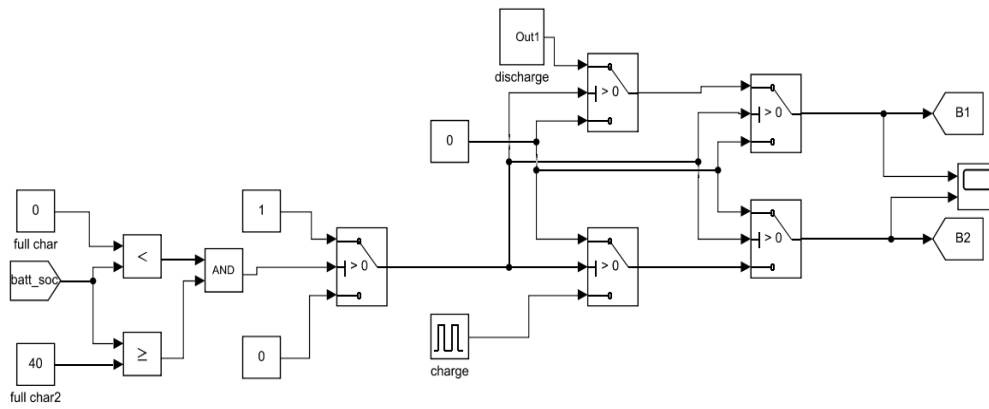 Out1
discharge
> 0
> 0
B1
0
0
full char
1
> 0
> 0
> 0
B2
<
batt_soc
AND
≥
40
full char2
0
charge